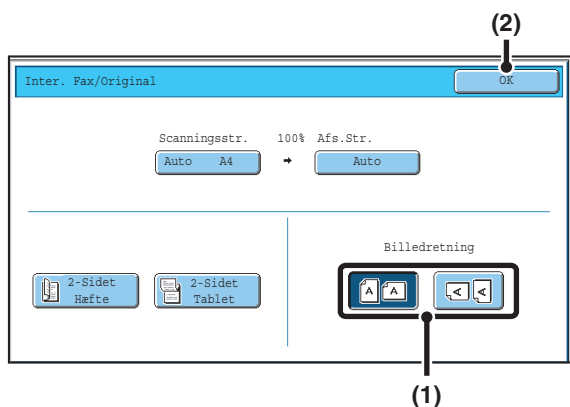 (2)
Inter. Fax/Original
OK
Scanningsstr. 100% Afs.Str.
Auto A4 ➜ Auto
Billedretning
2-Sidet
Hæfte
2-Sidet
Tablet
A A A A
(1)